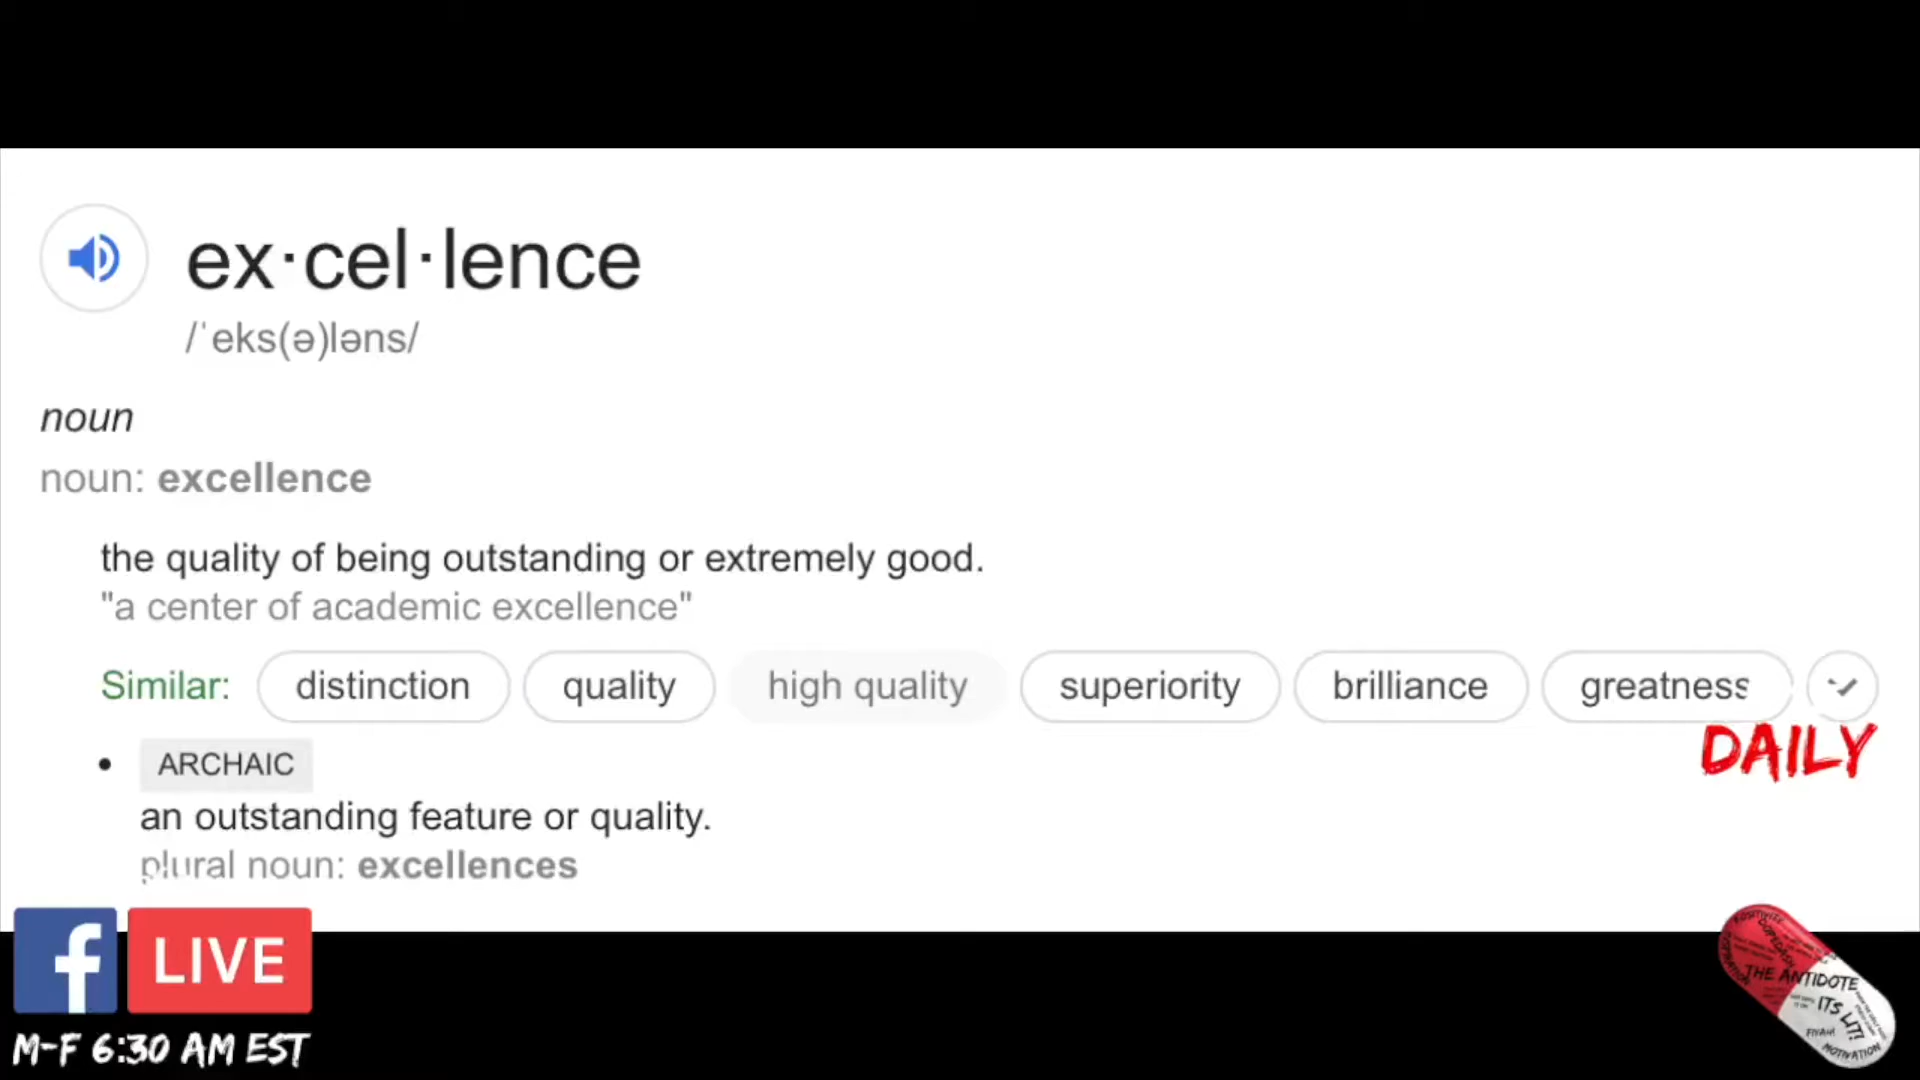 ex·cel·lence
/ˈeks(ə)ləns/
noun
noun: excellence
the quality of being outstanding or extremely good.
"a center of academic excellence"
Similar: distinction quality high quality superiority brilliance greatness
DAILY
• ARCHAIC
an outstanding feature or quality.
plural noun: excellences
f LIVE
M-F 6:30 AM EST
THE ANTIDOTE
ITS LIT!
MOTIVATION